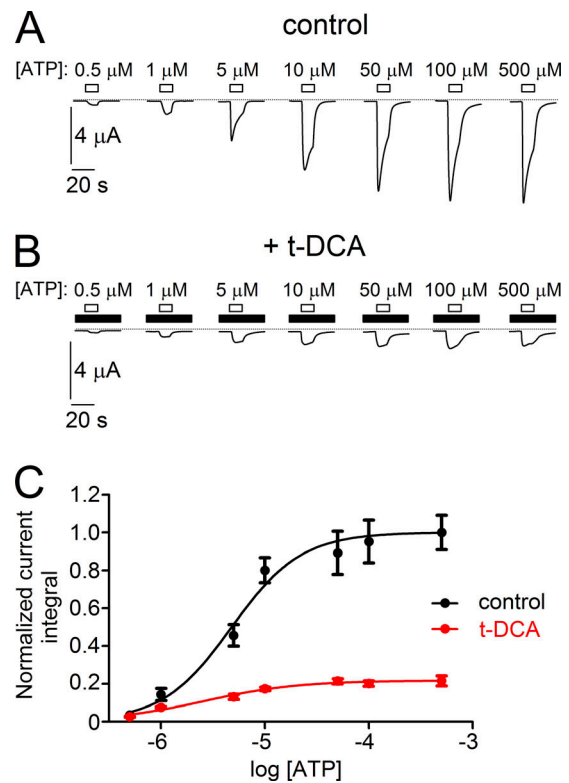 A
control
[ATP]: 0.5 μM 1 μM 5 μM 10 μM 50 μM 100 μM 500 μM
4 μA
20 s
B
+ t-DCA
[ATP]: 0.5 μM 1 μM 5 μM 10 μM 50 μM 100 μM 500 μM
4 μA
20 s
C
Normalized current
integral
1.2
1.0
0.8
0.6
0.4
0.2
0
control
t-DCA
-6 -5 -4 -3
log [ATP]